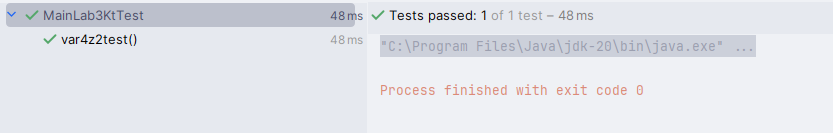 MainLab3KtTest 48 ms
var4z2test() 48 ms
Tests passed: 1 of 1 test – 48 ms
"C:\Program Files\Java\jdk-20\bin\java.exe" ...
Process finished with exit code 0